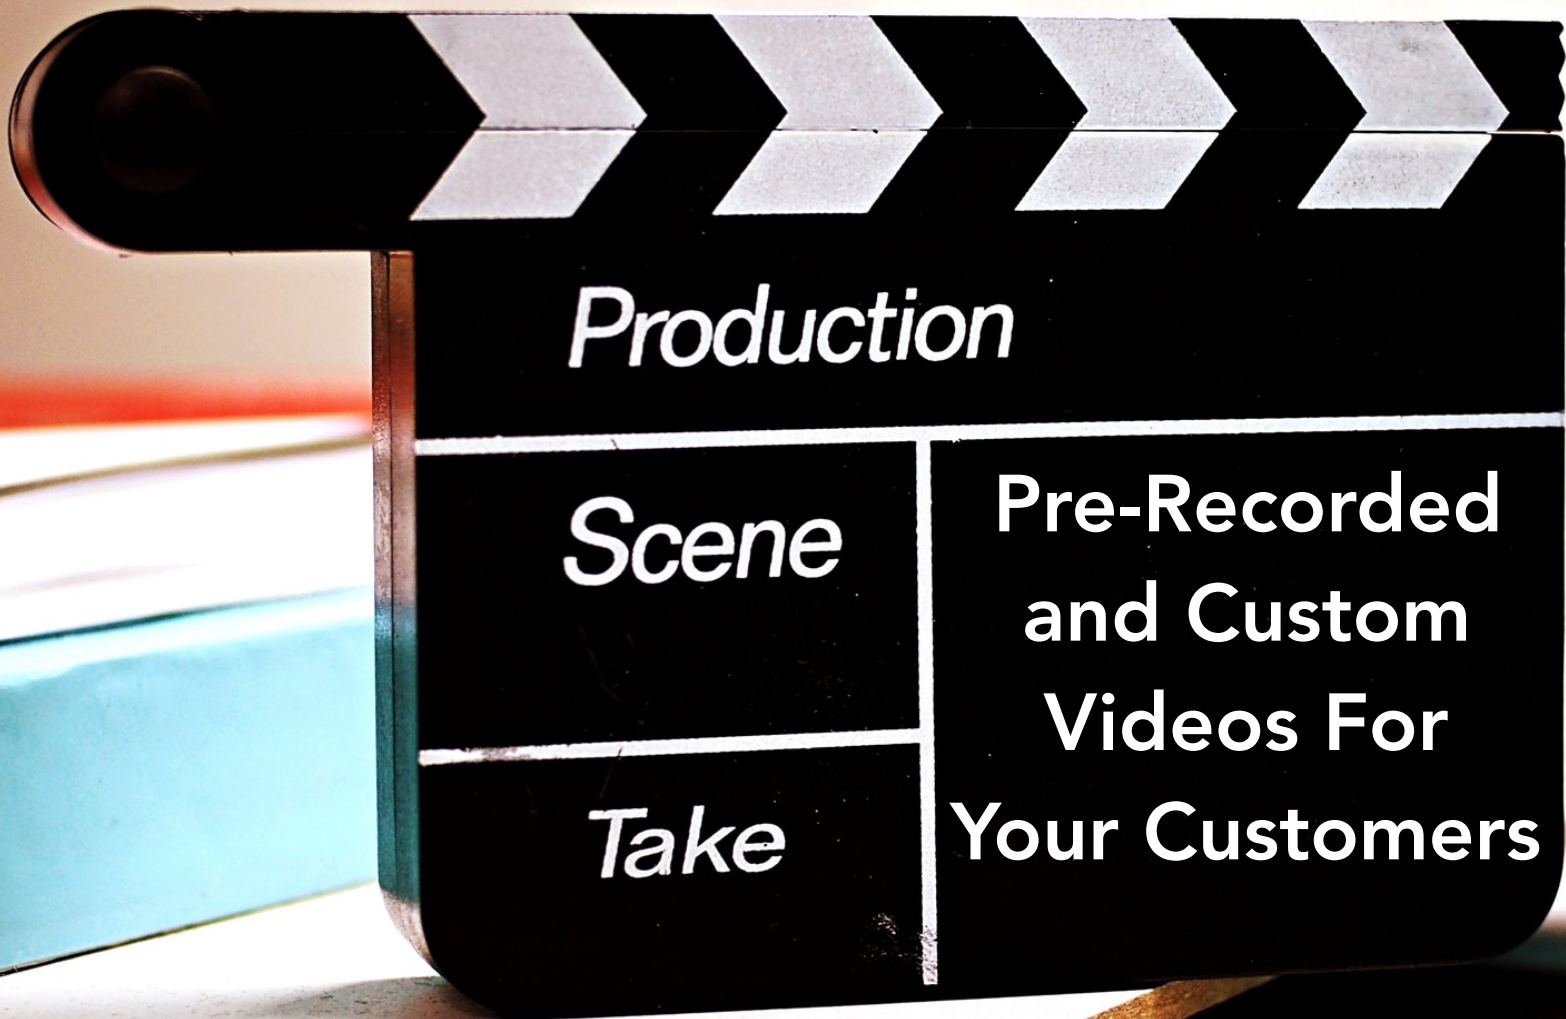 Production
Scene
Take
Pre-Recorded
and Custom
Videos For
Your Customers